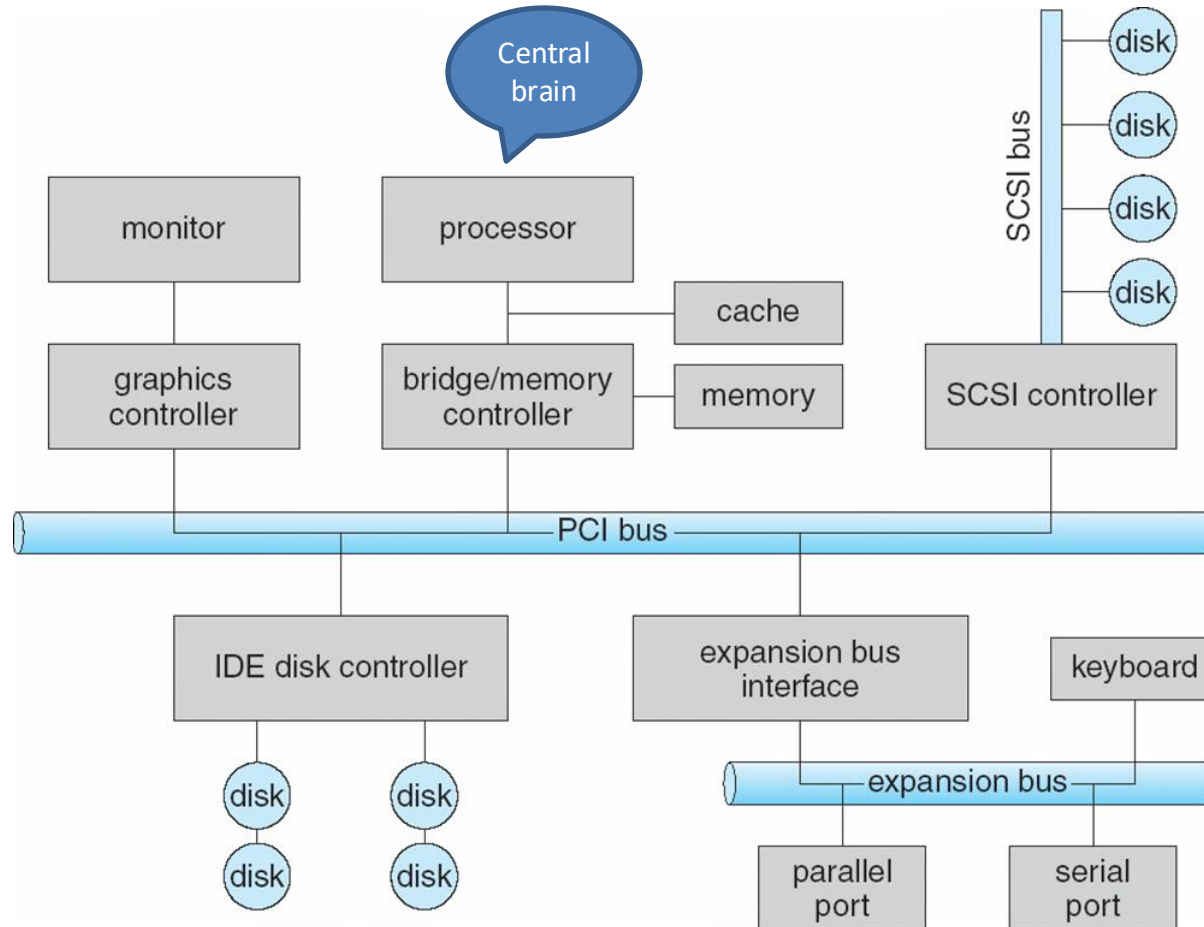 Central
brain
disk
disk
disk
disk
SCSI bus
monitor
processor
cache
graphics
controller
bridge/memory
controller
memory
SCSI controller
PCI bus
IDE disk controller
expansion bus
interface
keyboard
disk
disk
expansion bus
disk
disk
parallel
port
serial
port